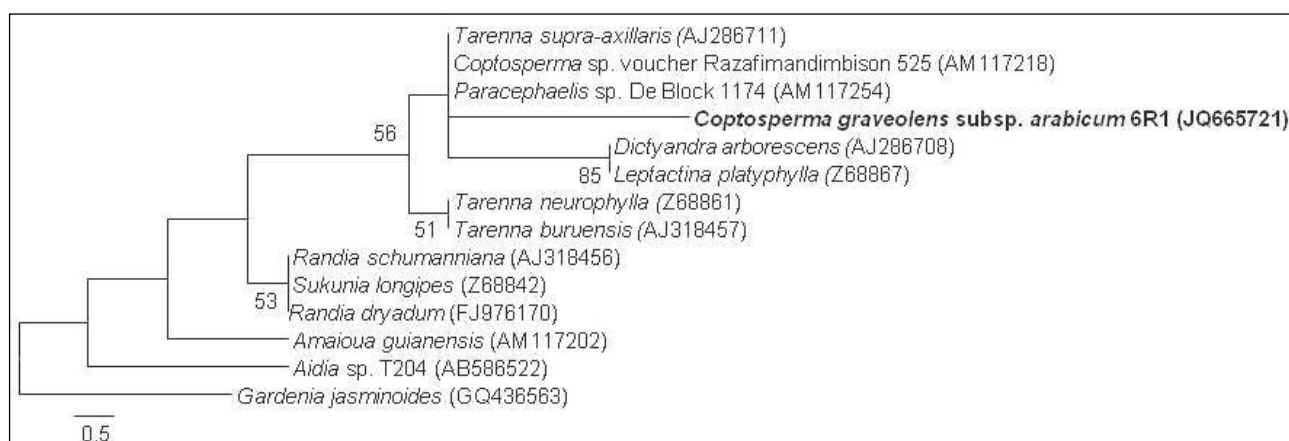 Tarenna supra-axillaris (AJ286711)
Coptosperma sp. voucher Razafimandimbison 525 (AM117218)
Paracephaelis sp. De Block 1174 (AM117254)
Coptosperma graveolens subsp. arabicum 6R1 (JQ665721)
56
Dictyandra arborescens (AJ286708)
85
Leptactina platyphylla (Z68867)
Tarenna neurophylla (Z68861)
51
Tarenna buruensis (AJ318457)
Randia schumanniana (AJ318456)
Sukunia longipes (Z68842)
53
Randia dryadum (FJ976170)
Amaioua guianensis (AM117202)
Aidia sp. T204 (AB586522)
Gardenia jasminoides (GQ436563)
0.5